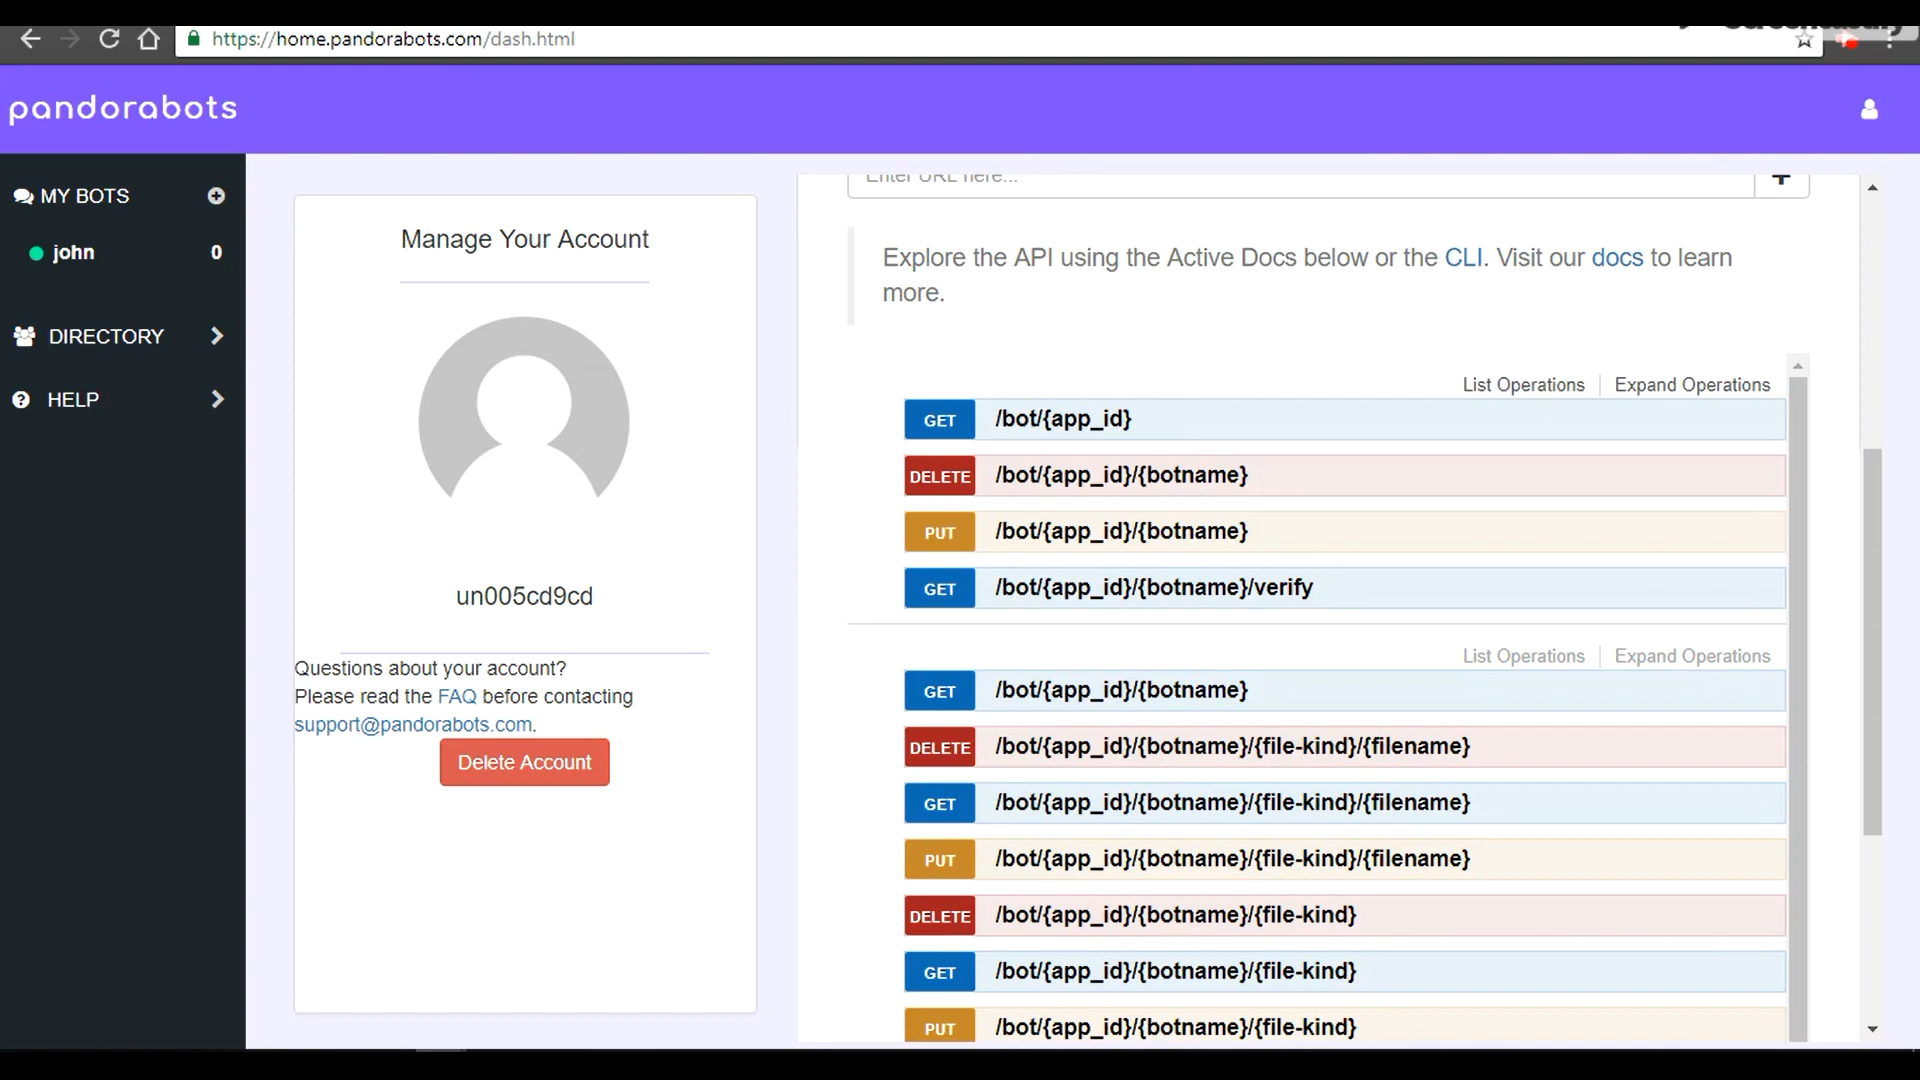 https://home.pandorabots.com/dash.html
pandorabots
MY BOTS
john 0
DIRECTORY
HELP
Manage Your Account
un005cd9cd
Questions about your account?
Please read the FAQ before contacting
support@pandorabots.com.
Delete Account
Enter URL here...
Explore the API using the Active Docs below or the CLI. Visit our docs to learn
more.
List Operations Expand Operations
GET /bot/{app_id}
DELETE /bot/{app_id}/{botname}
PUT /bot/{app_id}/{botname}
GET /bot/{app_id}/{botname}/verify
List Operations Expand Operations
GET /bot/{app_id}/{botname}
DELETE /bot/{app_id}/{botname}/{file-kind}/{filename}
GET /bot/{app_id}/{botname}/{file-kind}/{filename}
PUT /bot/{app_id}/{botname}/{file-kind}/{filename}
DELETE /bot/{app_id}/{botname}/{file-kind}
GET /bot/{app_id}/{botname}/{file-kind}
PUT /bot/{app_id}/{botname}/{file-kind}